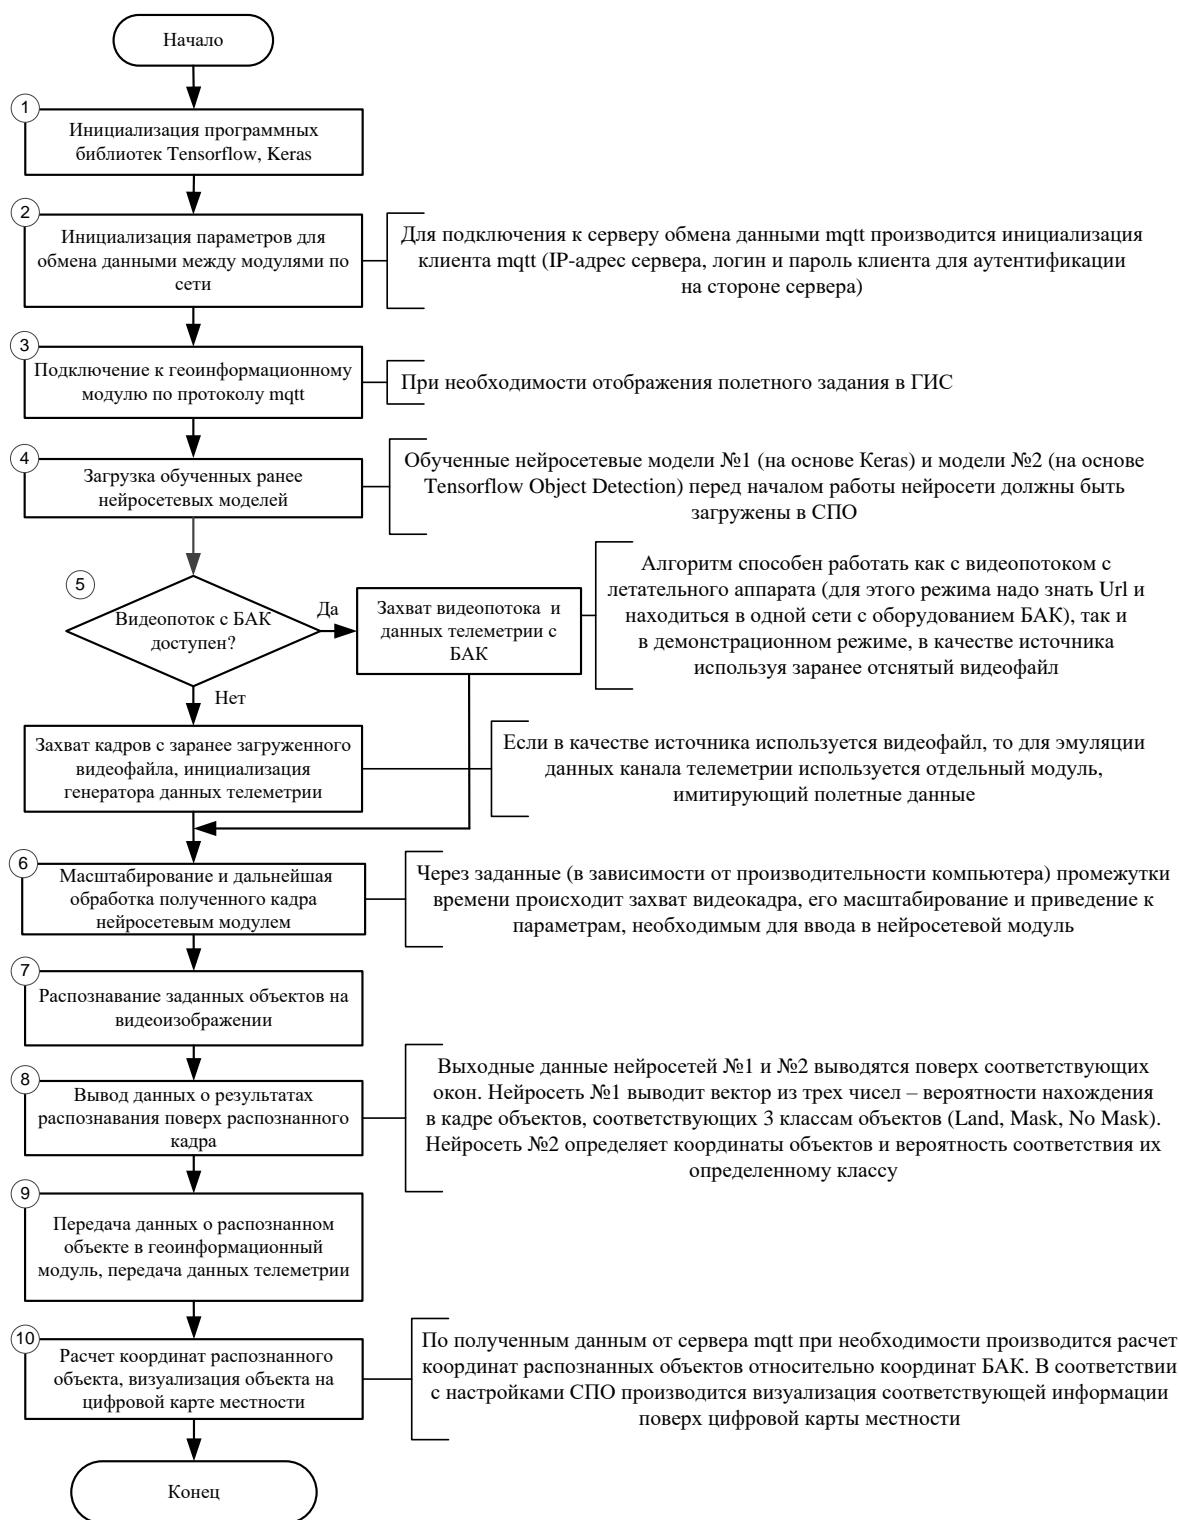 Начало
1
Инициализация программных
библиотек Tensorflow, Keras
2
Инициализация параметров для
обмена данными между модулями по
сети
Для подключения к серверу обмена данными mqtt производится инициализация
клиента mqtt (IP-адрес сервера, логин и пароль клиента для аутентификации
на стороне сервера)
3
Подключение к геоинформационному
модулю по протоколу mqtt
При необходимости отображения полетного задания в ГИС
4
Загрузка обученных ранее
нейросетевых моделей
Обученные нейросетевые модели №1 (на основе Keras) и модели №2 (на основе
Tensorflow Object Detection) перед началом работы нейросети должны быть
загружены в СПО
5
Видеопоток с БАК
доступен?
Да
Захват видеопотока и
данных телеметрии с
БАК
Алгоритм способен работать как с видеопотоком с
летательного аппарата (для этого режима надо знать Url и
находиться в одной сети с оборудованием БАК), так и
в демонстрационном режиме, в качестве источника
используя заранее отснятый видеофайл
Нет
Захват кадров с заранее загруженного
видеофайла, инициализация
генератора данных телеметрии
Если в качестве источника используется видеофайл, то для эмуляции
данных канала телеметрии используется отдельный модуль,
имитирующий полетные данные
6
Масштабирование и дальнейшая
обработка полученного кадра
нейросетевым модулем
Через заданные (в зависимости от производительности компьютера) промежутки
времени происходит захват видеокадра, его масштабирование и приведение к
параметрам, необходимым для ввода в нейросетевой модуль
7
Распознавание заданных объектов на
видеоизображении
8
Вывод данных о результатах
распознавания поверх распознанного
кадра
Выходные данные нейросетей №1 и №2 выводятся поверх соответствующих
окон. Нейросеть №1 выводит вектор из трех чисел – вероятности нахождения
в кадре объектов, соответствующих 3 классам объектов (Land, Mask, No Mask).
Нейросеть №2 определяет координаты объектов и вероятность соответствия их
определенному классу
9
Передача данных о распознанном
объекте в геоинформационный
модуль, передача данных телеметрии
10
Расчет координат распознанного
объекта, визуализация объекта на
цифровой карте местности
По полученным данным от сервера mqtt при необходимости производится расчет
координат распознанных объектов относительно координат БАК. В соответствии
с настройками СПО производится визуализация соответствующей информации
поверх цифровой карты местности
Конец